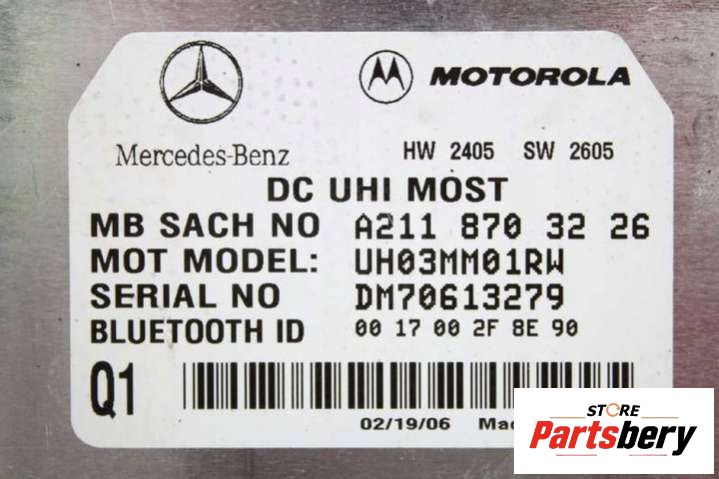 Mercedes-Benz
MOTOROLA
HW 2405 SW 2605
DC UHI MOST
MB SACH NO A211 870 32 26
MOT MODEL: UH03MM01RW
SERIAL NO DM70613279
BLUETOOTH ID 00 17 00 2F 8E 90
Q1
02/19/06
STORE
Partsbery